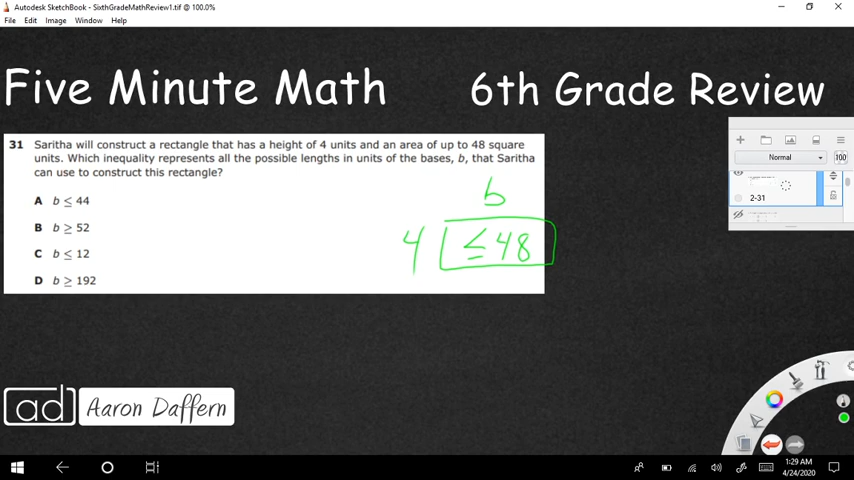 Autodesk SketchBook - SixthGradeMathReview1.tif @ 100.0%
File Edit Image Window Help
Five Minute Math 6th Grade Review
31 Saritha will construct a rectangle that has a height of 4 units and an area of up to 48 square
units. Which inequality represents all the possible lengths in units of the bases, b, that Saritha
can use to construct this rectangle?
A b ≤ 44
B b ≥ 52
C b ≤ 12
D b ≥ 192
b
4 ≤48
Normal
100
2-31
ad Aaron Daffern
1:29 AM
4/24/2020